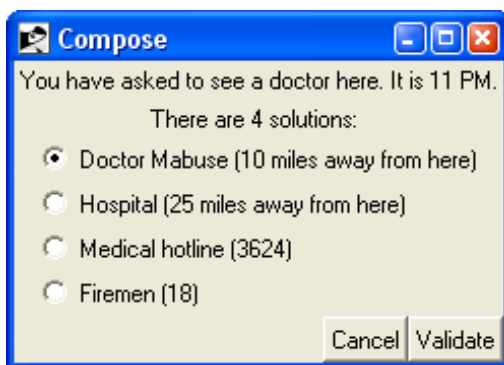 Compose
You have asked to see a doctor here. It is 11 PM.
There are 4 solutions:
Doctor Mabuse (10 miles away from here)
Hospital (25 miles away from here)
Medical hotline (3624)
Firemen (18)
Cancel Validate